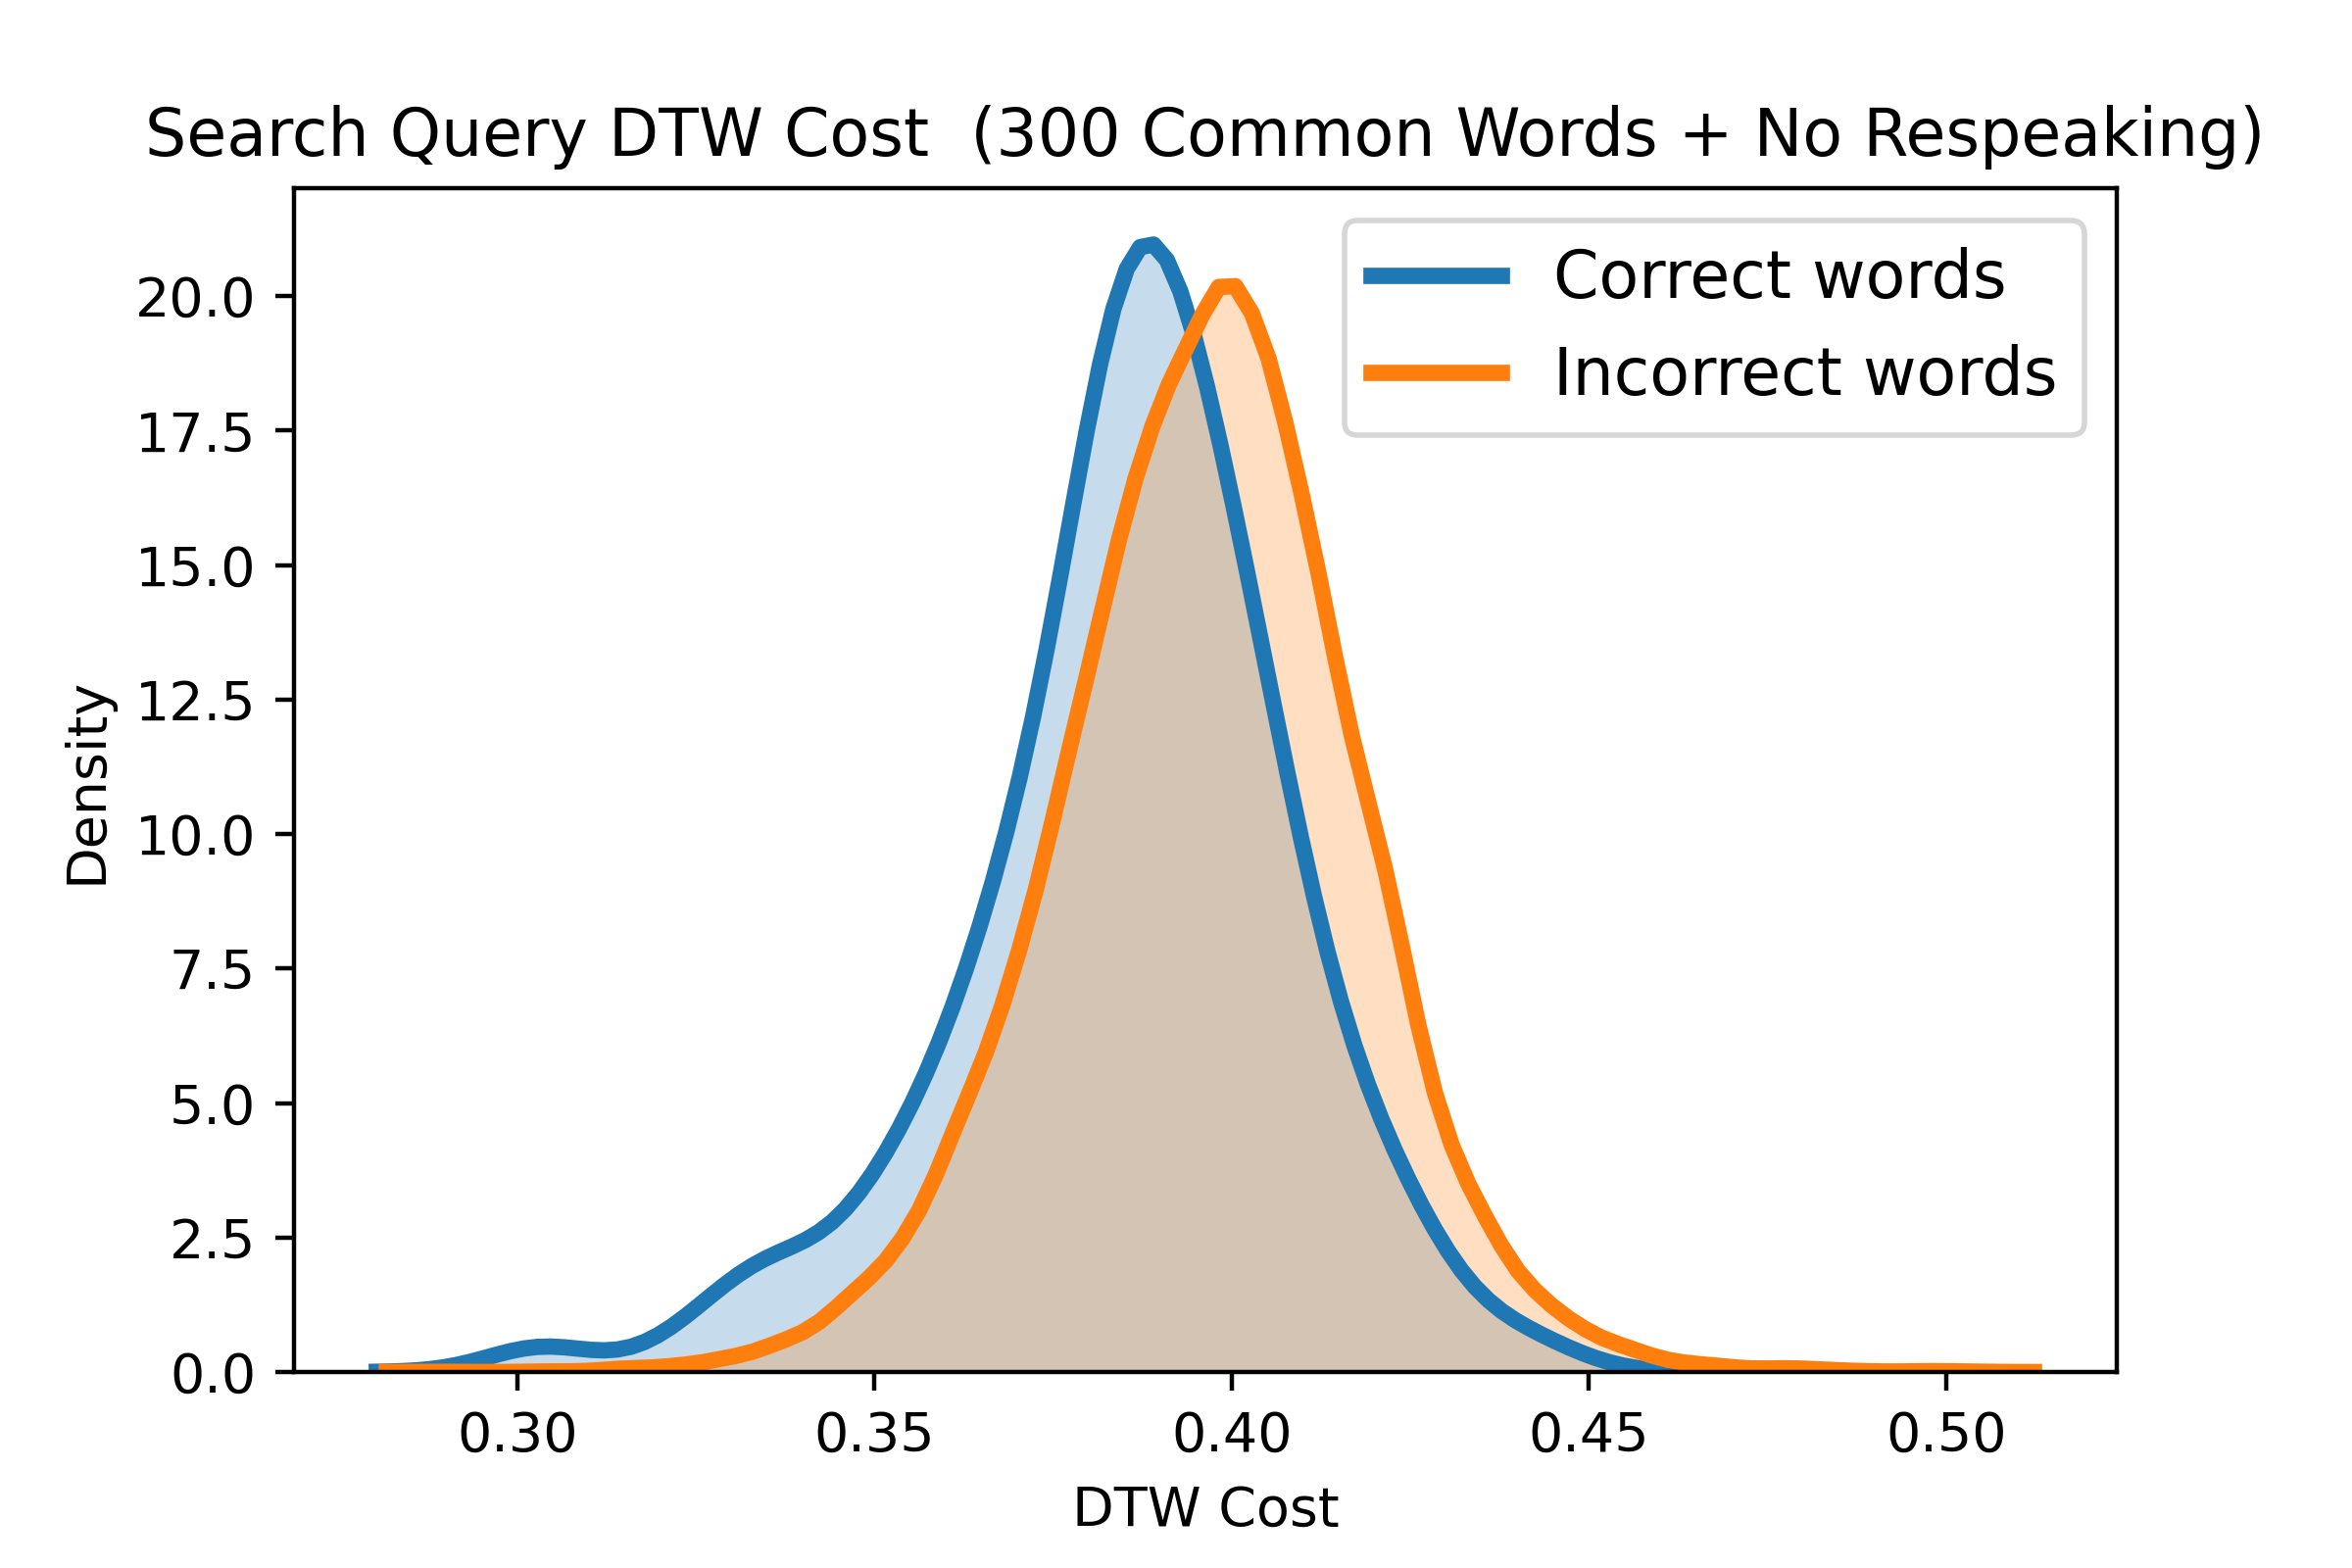 Search Query DTW Cost  (300 Common Words + No Respeaking)
Correct words
Incorrect words
Density
20.0
17.5
15.0
12.5
10.0
7.5
5.0
2.5
0.0
0.30 0.35 0.40 0.45 0.50
DTW Cost